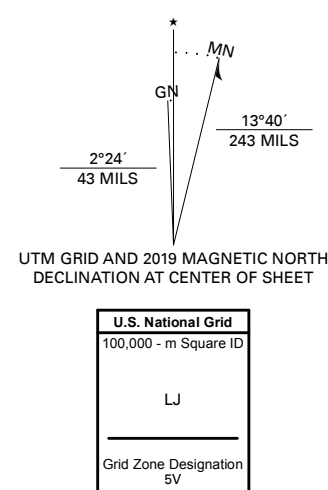 ★
MN
GN
13°40´
243 MILS
2°24´
43 MILS
UTM GRID AND 2019 MAGNETIC NORTH
DECLINATION AT CENTER OF SHEET
U.S. National Grid
100,000 - m Square ID
LJ
Grid Zone Designation
5V